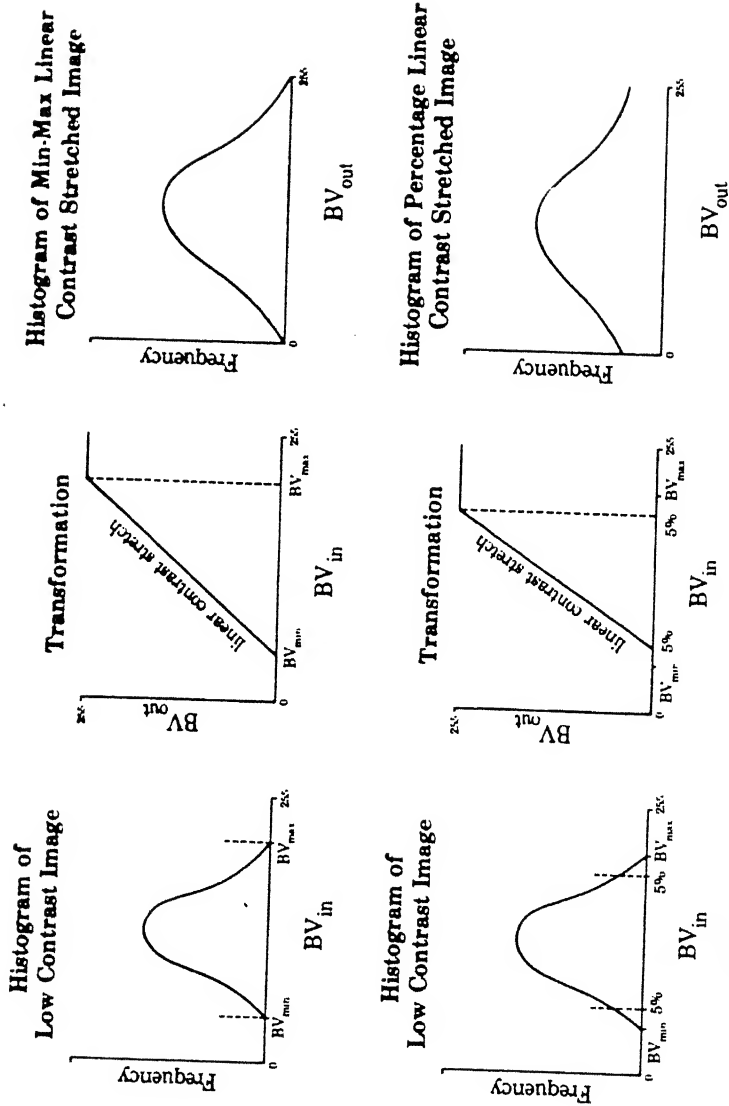 Histogram of
Low Contrast Image
Frequency
0
BVmin
BVmax
255
BVin
Transformation
255
BVout
linear contrast stretch
0
BVmin
BVmax
255
BVin
Histogram of Min-Max Linear
Contrast Stretched Image
Frequency
0
255
BVout
Histogram of
Low Contrast Image
Frequency
0
BVmin
5%
5%
BVmax
255
BVin
Transformation
255
BVout
linear contrast stretch
0
BVmin
5%
5%
BVmax
255
BVin
Histogram of Percentage Linear
Contrast Stretched Image
Frequency
0
255
BVout